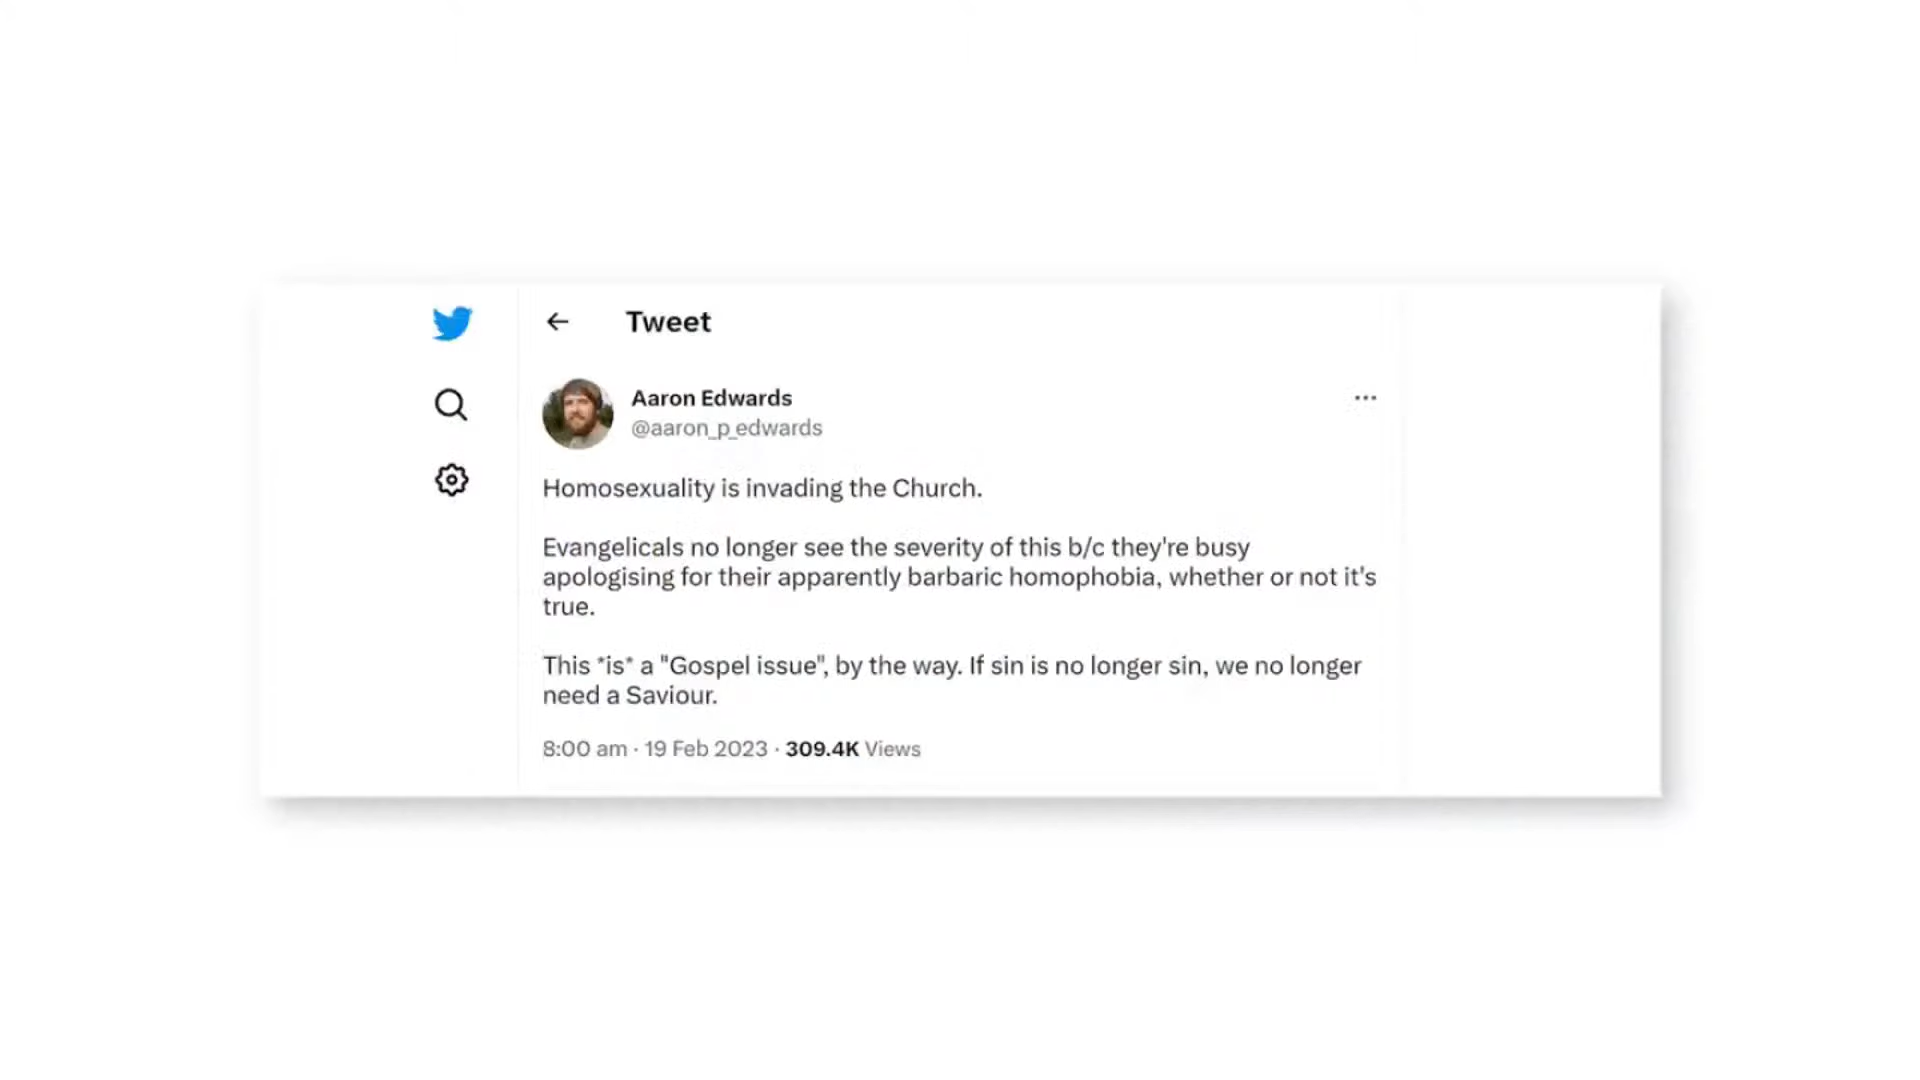 Tweet
Aaron Edwards
@aaron_p_edwards
Homosexuality is invading the Church.
Evangelicals no longer see the severity of this b/c they're busy
apologising for their apparently barbaric homophobia, whether or not it's
true.
This *is* a "Gospel issue", by the way. If sin is no longer sin, we no longer
need a Saviour.
8:00 am · 19 Feb 2023 · 309.4K Views